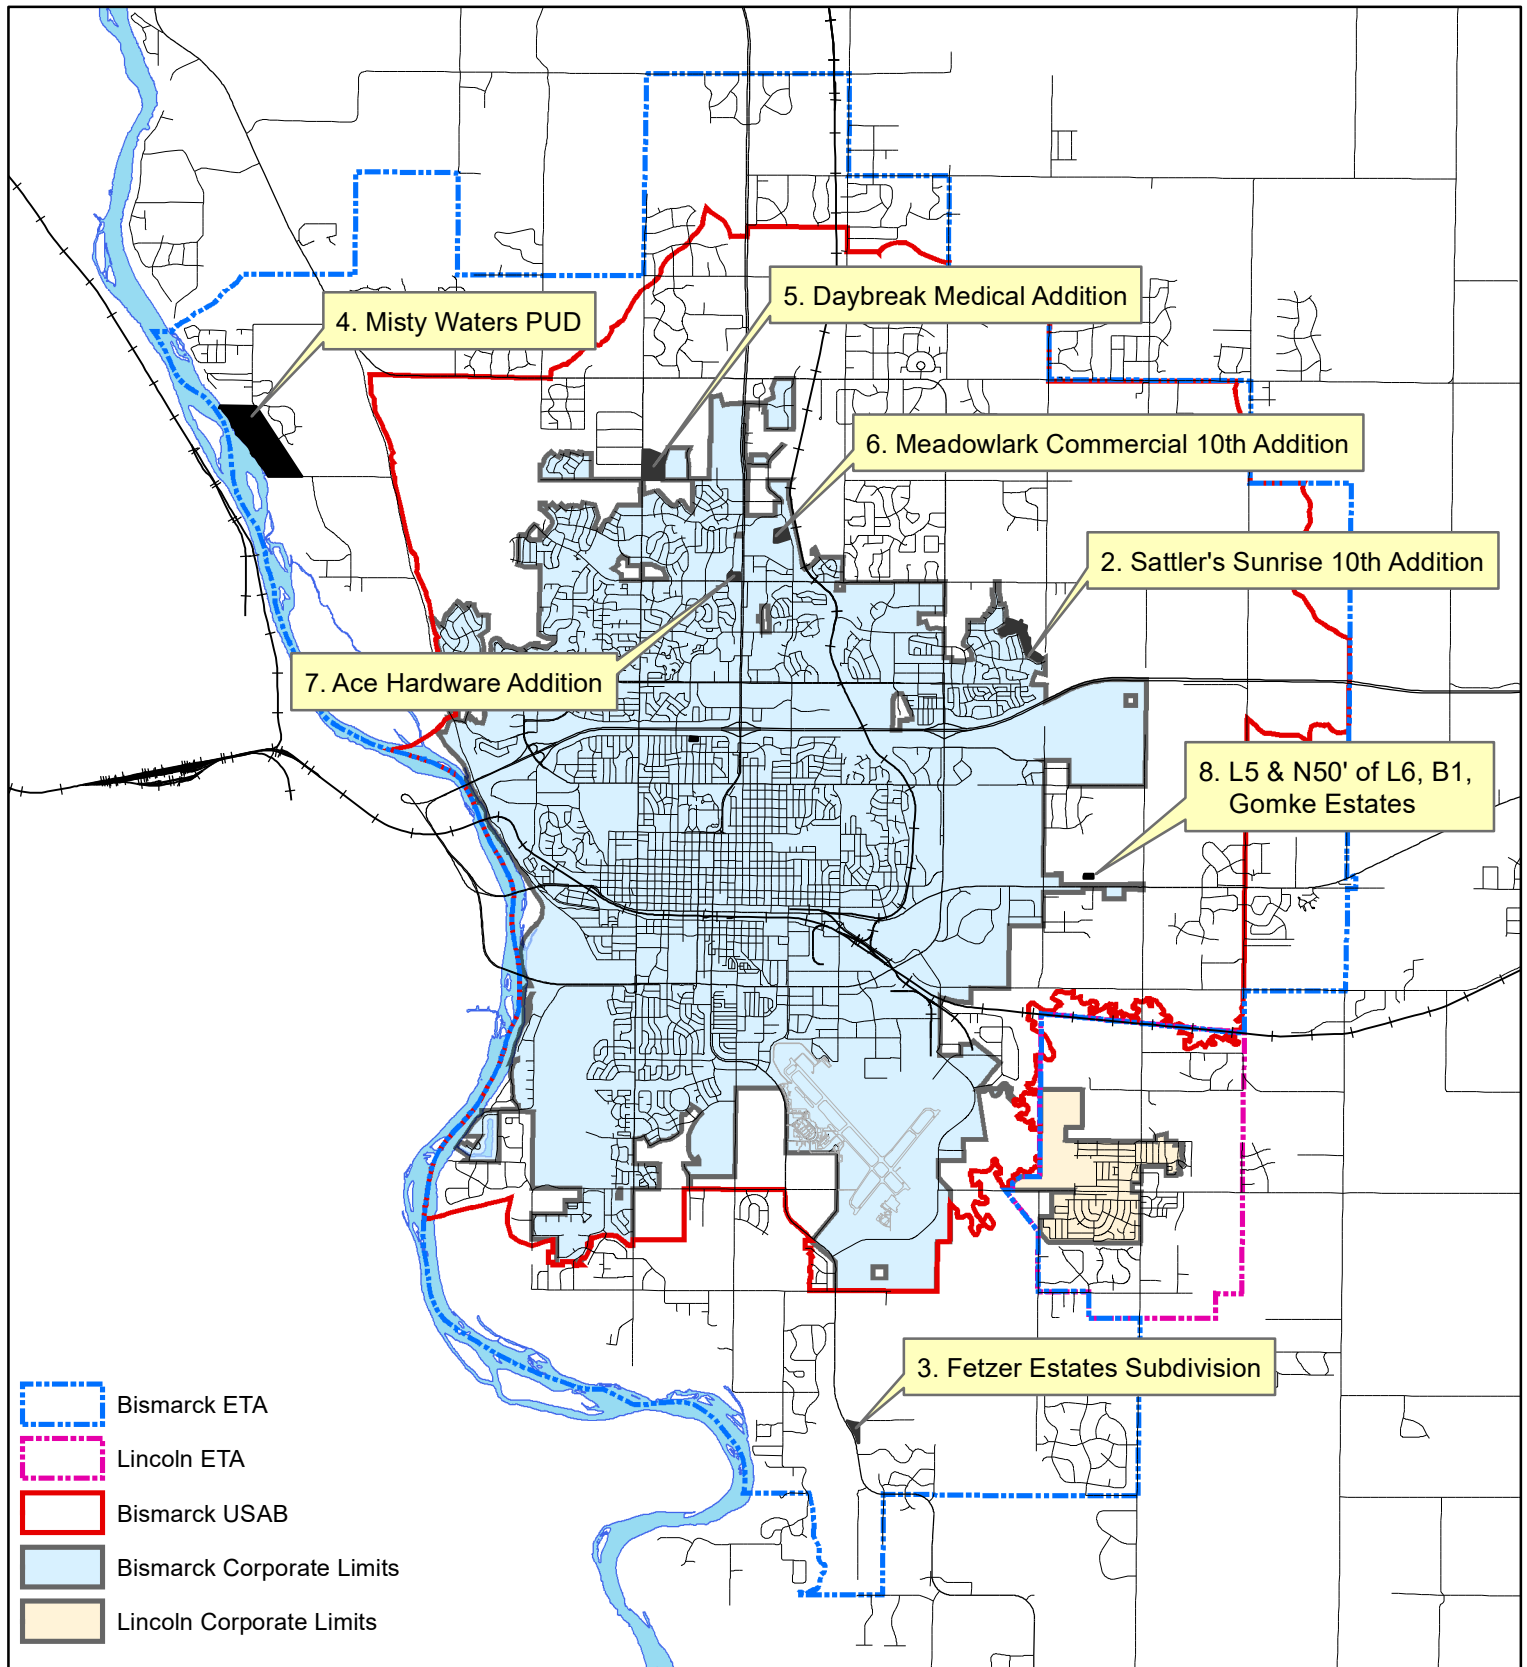 5. Daybreak Medical Addition
4. Misty Waters PUD
6. Meadowlark Commercial 10th Addition
2. Sattler's Sunrise 10th Addition
7. Ace Hardware Addition
8. L5 & N50' of L6, B1,
Gomke Estates
3. Fetzer Estates Subdivision
Bismarck ETA
Lincoln ETA
Bismarck USAB
Bismarck Corporate Limits
Lincoln Corporate Limits